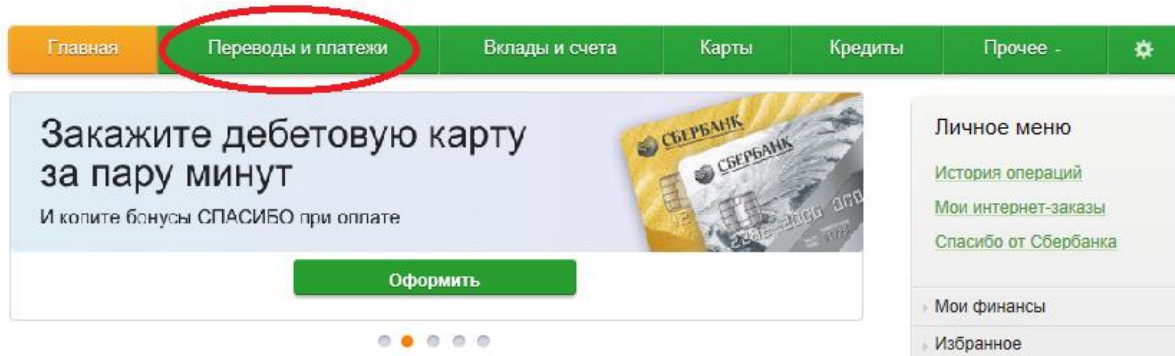 Главная Переводы и платежи Вклады и счета Карты Кредиты Прочее -
Закажите дебетовую карту
за пару минут
И копите бонусы СПАСИБО при оплате
СБЕРБАНК
СБЕРБАНК
Оформить
Личное меню
История операций
Мои интернет-заказы
Спасибо от Сбербанка
Мои финансы
Избранное